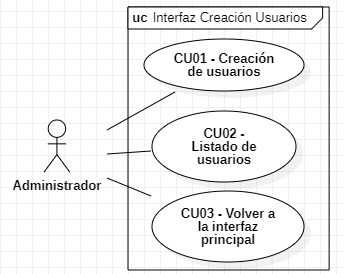 uc Interfaz Creación Usuarios
CU01 - Creación
de usuarios
CU02 -
Listado de
usuarios
Administrador
CU03 - Volver a
la interfaz
principal